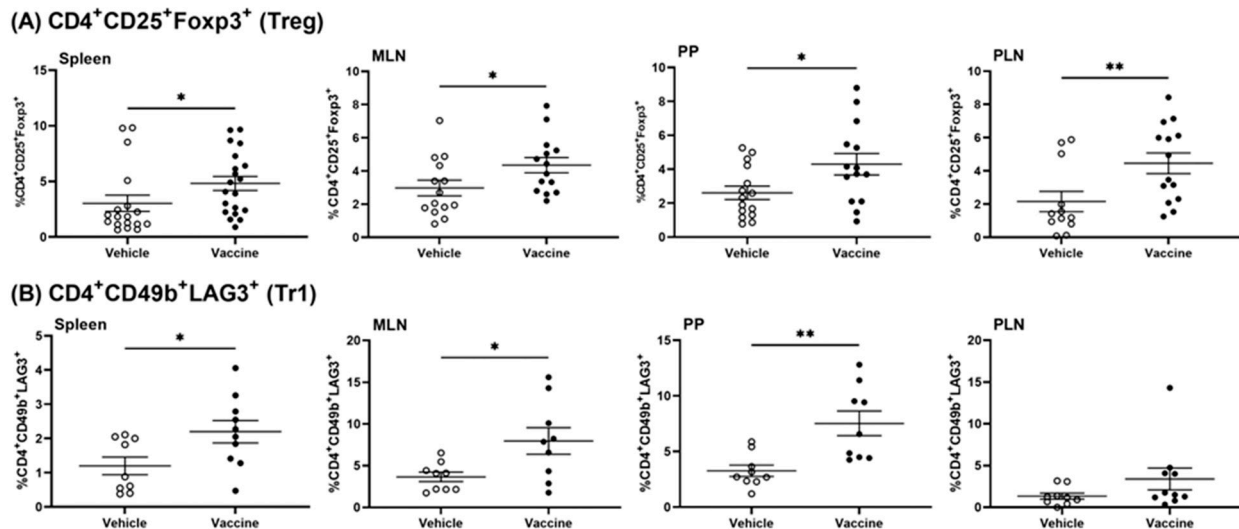 (A) CD4⁺CD25⁺Foxp3⁺ (Treg)
Spleen
%CD4⁺CD25⁺Foxp3⁺
15
10
5
0
Vehicle Vaccine
*
MLN
%CD4⁺CD25⁺Foxp3⁺
10
8
6
4
2
0
Vehicle Vaccine
*
PP
%CD4⁺CD25⁺Foxp3⁺
10
8
6
4
2
0
Vehicle Vaccine
*
PLN
%CD4⁺CD25⁺Foxp3⁺
10
8
6
4
2
0
Vehicle Vaccine
**
(B) CD4⁺CD49b⁺LAG3⁺ (Tr1)
Spleen
%CD4⁺CD49b⁺LAG3⁺
5
4
3
2
1
0
Vehicle Vaccine
*
MLN
%CD4⁺CD49b⁺LAG3⁺
20
15
10
5
0
Vehicle Vaccine
*
PP
%CD4⁺CD49b⁺LAG3⁺
15
10
5
0
Vehicle Vaccine
**
PLN
%CD4⁺CD49b⁺LAG3⁺
20
15
10
5
0
Vehicle Vaccine